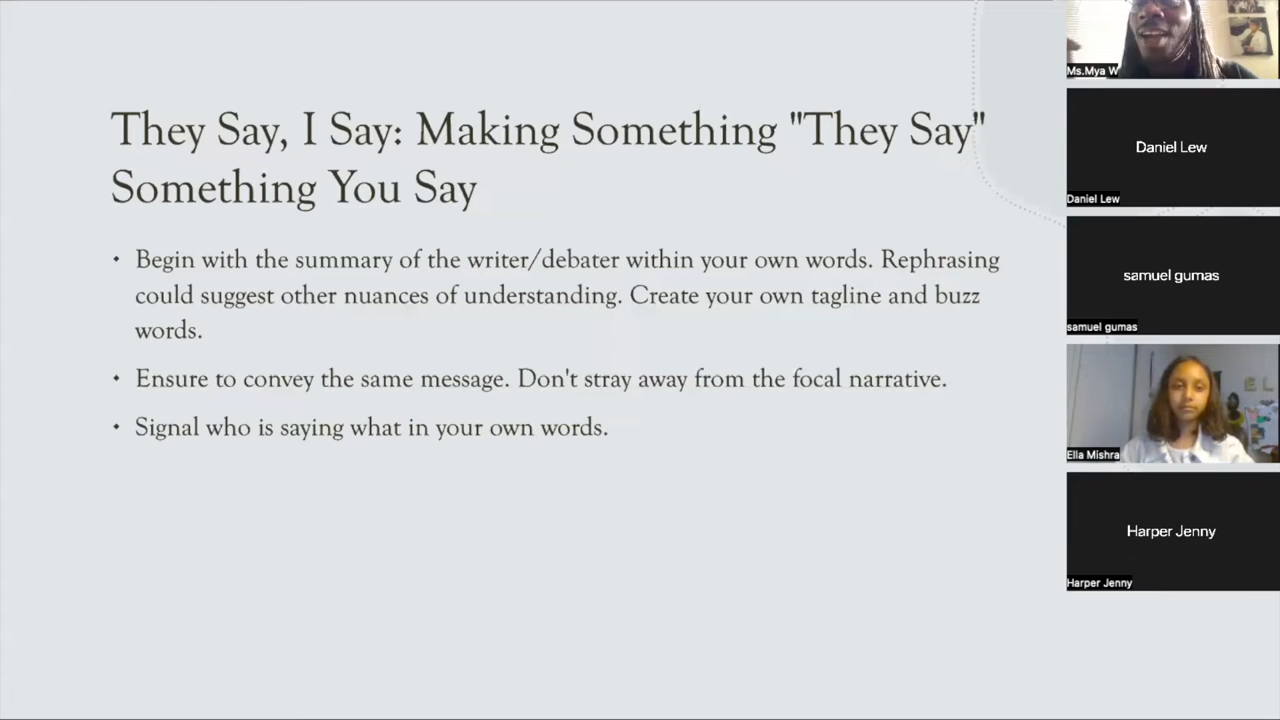 They Say, I Say: Making Something "They Say"
Something You Say
• Begin with the summary of the writer/debater within your own words. Rephrasing
could suggest other nuances of understanding. Create your own tagline and buzz
words.
• Ensure to convey the same message. Don't stray away from the focal narrative.
• Signal who is saying what in your own words.
Ms.Mya W
Daniel Lew
Daniel Lew
samuel gumas
samuel gumas
E L
Ella Mishra
Harper Jenny
Harper Jenny